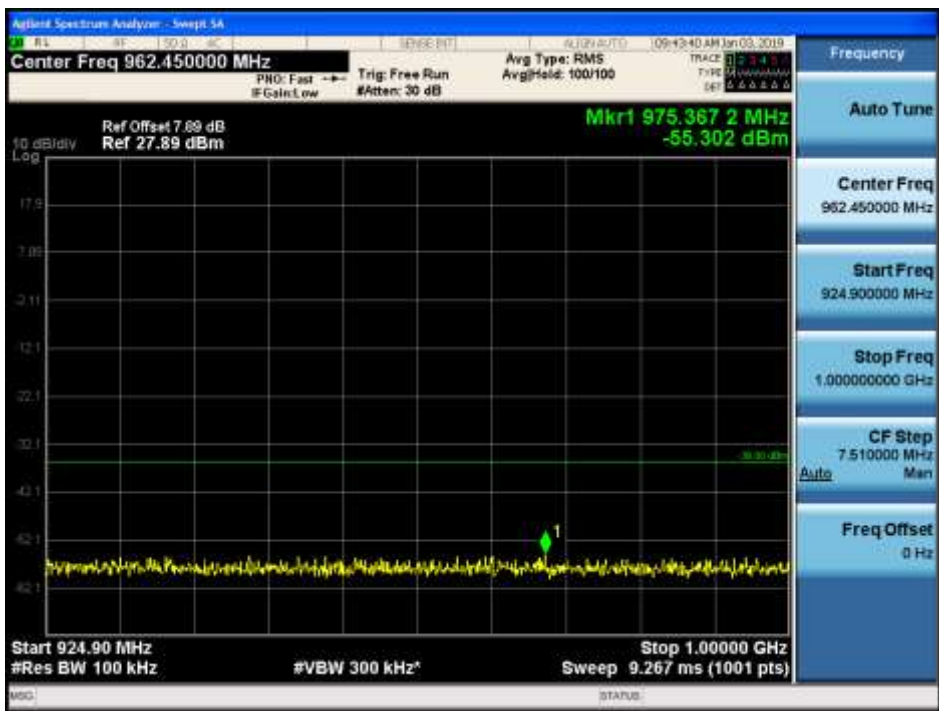 Agilent Spectrum Analyzer - Swept SA
RL RF 50 Ω AC SENSE:INT ALIGN AUTO 09:43:40 AM Jan 03, 2019
Center Freq 962.450000 MHz
PNO: Fast
IFGain:Low
Trig: Free Run
#Atten: 30 dB
Avg Type: RMS
Avg|Hold: 100/100
TRACE 1 2 3 4 5
TYPE
DET
Ref Offset 7.89 dB
10 dB/div Ref 27.89 dBm
Log
Mkr1 975.367 2 MHz
-55.302 dBm
17.9
7.89
-2.11
-12.1
-22.1
-32.1
-42.1
-52.1
-62.1
1
Start 924.90 MHz
Stop 1.00000 GHz
#Res BW 100 kHz
#VBW 300 kHz*
Sweep 9.267 ms (1001 pts)
MSG
STATUS
Frequency
Auto Tune
Center Freq
962.450000 MHz
Start Freq
924.900000 MHz
Stop Freq
1.000000000 GHz
CF Step
7.510000 MHz
Auto Man
Freq Offset
0 Hz